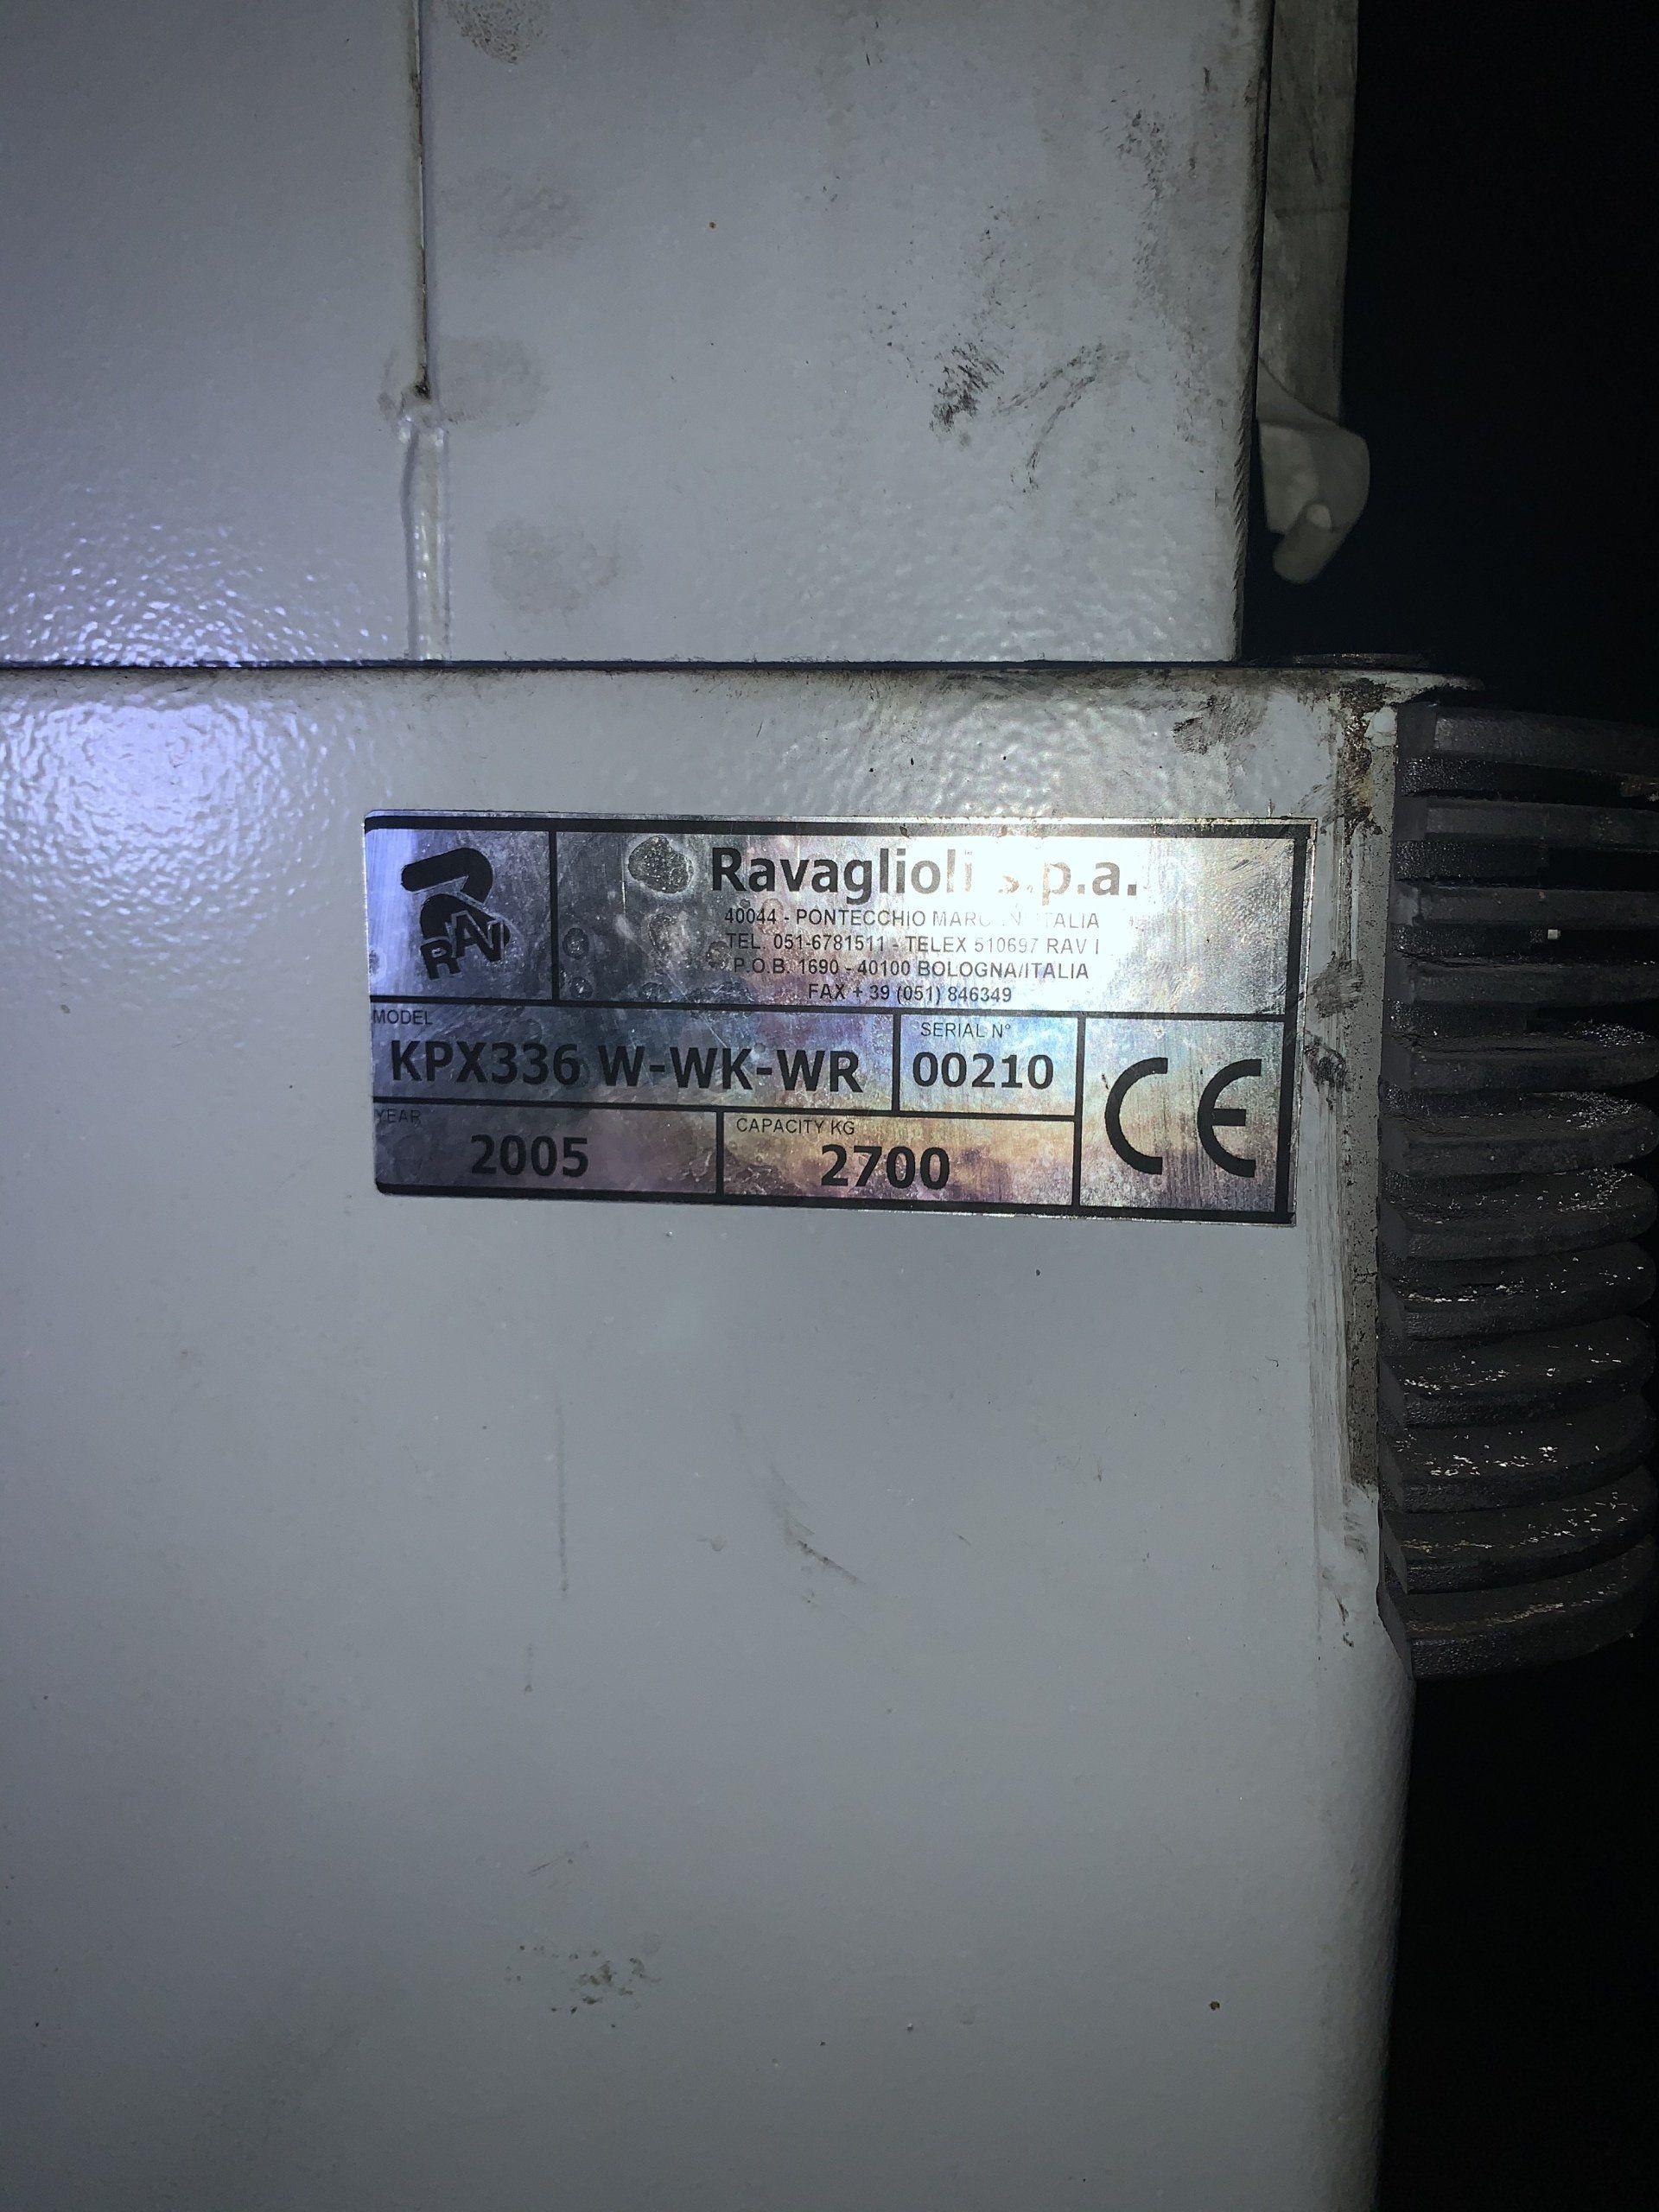 RAV
Ravaglioli s.p.a.
40044 - PONTECCHIO ITALIA
TEL. 051-6781511 - TELEX 510697 RAV I
P.O.B. 1690 - 40100 BOLOGNA/ITALIA
FAX + 39 (051) 846349
MODEL
KPX336 W-WK-WR
SERIAL N°
00210
YEAR
2005
CAPACITY KG
2700
CE